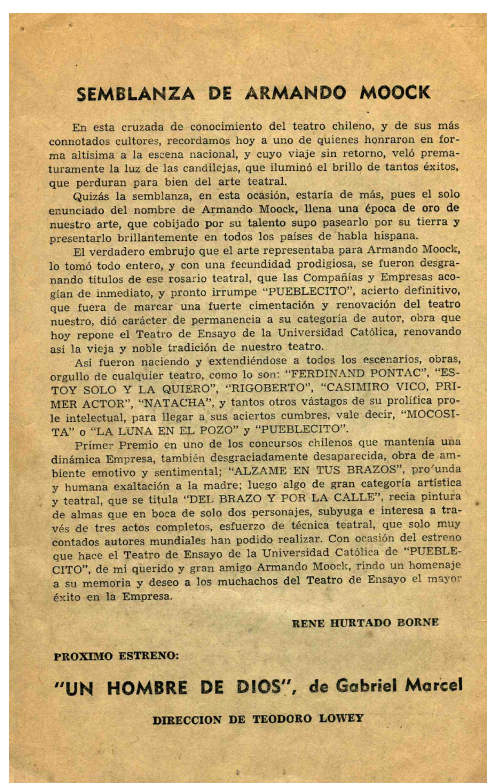 SEMBLANZA DE ARMANDO MOOCK
En esta cruzada de conocimiento del teatro chileno, y de sus más
connotados cultores, recordamos hoy a uno de quienes honraron en for-
ma altísima a la escena nacional, y cuyo viaje sin retorno, veló prema-
turamente la luz de las candilejas, que iluminó el brillo de tantos éxitos,
que perduran para bien del arte teatral.
Quizás la semblanza, en esta ocasión, estaría de más, pues el solo
enunciado del nombre de Armando Moock, llena una época de oro de
nuestro arte, que cobijado por su talento supo pasearlo por su tierra y
presentarlo brillantemente en todos los países de habla hispana.
El verdadero embrujo que el arte representaba para Armando Moock,
lo tomó todo entero, y con una fecundidad prodigiosa, se fueron desgra-
nando títulos de ese rosario teatral, que las Compañías y Empresas aco-
gían de inmediato, y pronto irrumpe "PUEBLECITO", acierto definitivo,
que fuera de marcar una fuerte cimentación y renovación del teatro
nuestro, dió carácter de permanencia a su categoría de autor, obra que
hoy repone el Teatro de Ensayo de la Universidad Católica, renovando
así la vieja y noble tradición de nuestro teatro.
Así fueron naciendo y extendiéndose a todos los escenarios, obras,
orgullo de cualquier teatro, como lo son: "FERDINAND PONTAC", "ES-
TOY SOLO Y LA QUIERO", "RIGOBERTO", "CASIMIRO VICO, PRI-
MER ACTOR", "NATACHA", y tantos otros vástagos de su prolífica pro-
le intelectual, para llegar a sus aciertos cumbres, vale decir, "MOCOSI-
TA" o "LA LUNA EN EL POZO" y "PUEBLECITO".
Primer Premio en uno de los concursos chilenos que mantenía una
dinámica Empresa, también desgraciadamente desaparecida, obra de am-
biente emotivo y sentimental; "ALZAME EN TUS BRAZOS", profunda
y humana exaltación a la madre; luego algo de gran categoría artística
y teatral, que se titula "DEL BRAZO Y POR LA CALLE", recia pintura
de almas que en boca de solo dos personajes, subyuga e interesa a tra-
vés de tres actos completos, esfuerzo de técnica teatral, que solo muy
contados autores mundiales han podido realizar. Con ocasión del estreno
que hace el Teatro de Ensayo de la Universidad Católica de "PUEBLE-
CITO", de mi querido y gran amigo Armando Moock, rindo un homenaje
a su memoria y deseo a los muchachos del Teatro de Ensayo el mayor
éxito en la Empresa.
RENE HURTADO BORNE
PROXIMO ESTRENO:
"UN HOMBRE DE DIOS", de Gabriel Marcel
DIRECCION DE TEODORO LOWEY